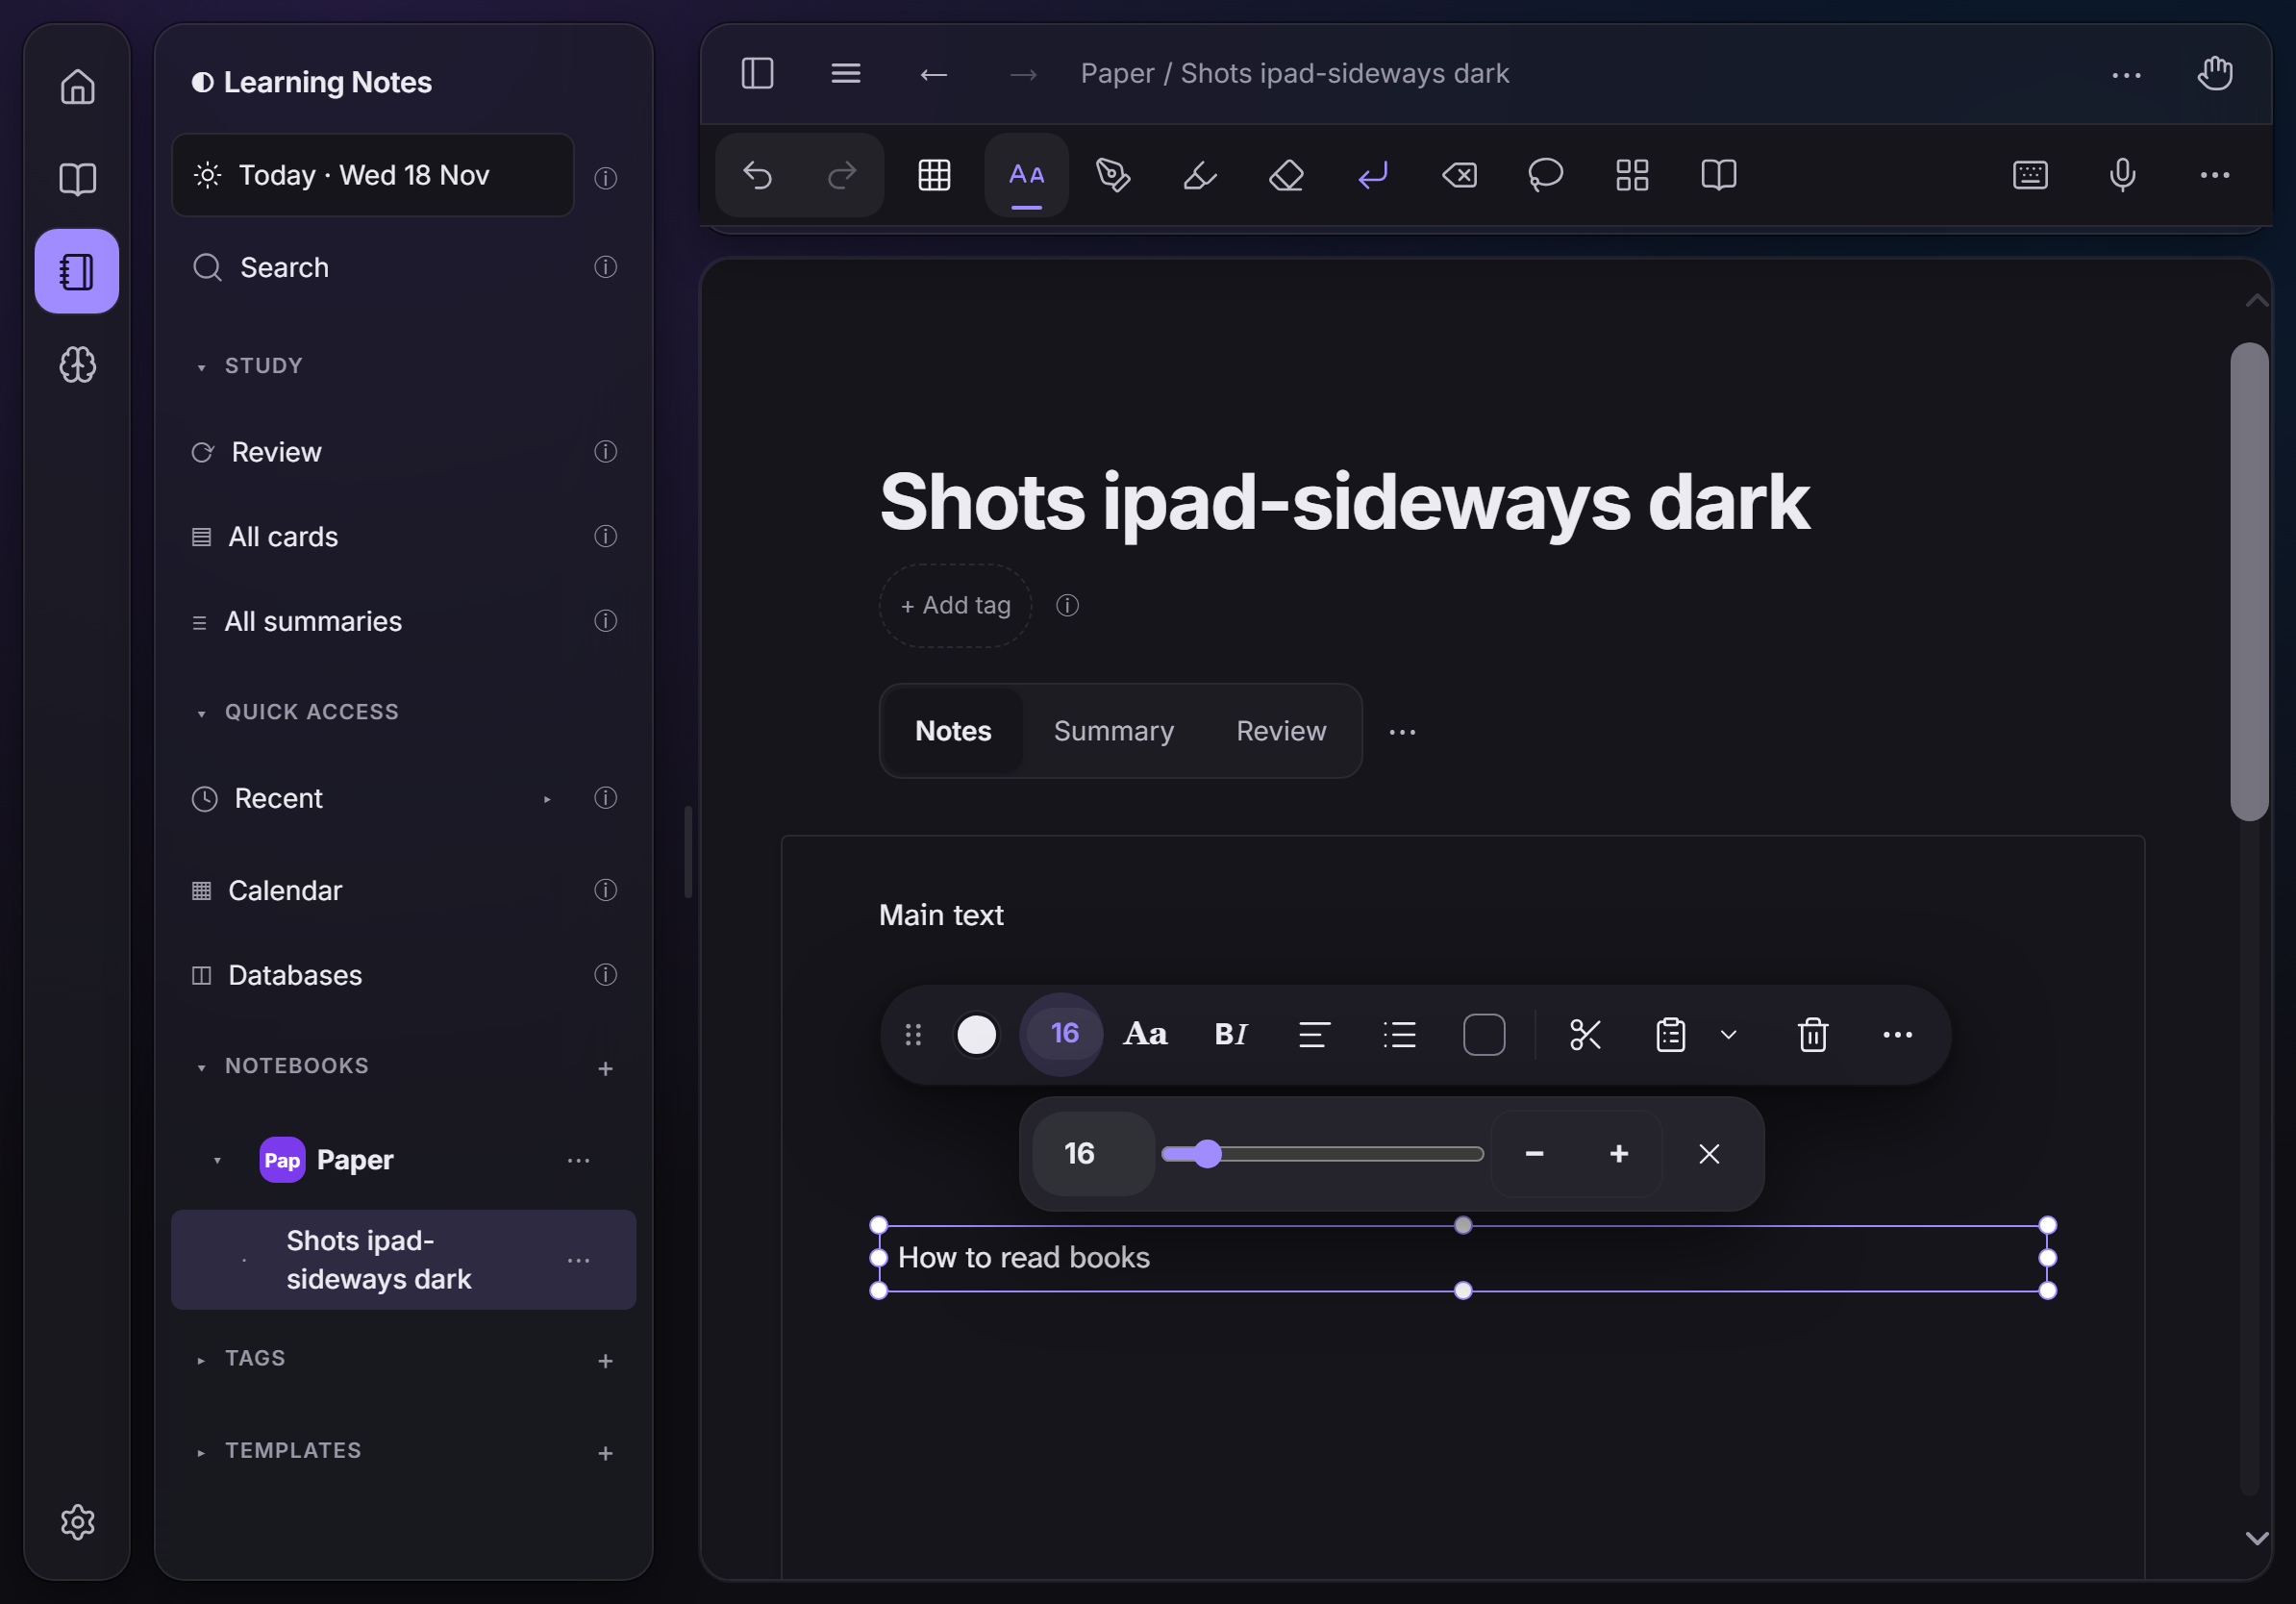 Learning Notes
Today · Wed 18 Nov
Search
STUDY
Review
All cards
All summaries
QUICK ACCESS
Recent
Calendar
Databases
NOTEBOOKS
Pap Paper
Shots ipad-
sideways dark
TAGS
TEMPLATES
Paper / Shots ipad-sideways dark
AA
Shots ipad-sideways dark
+ Add tag
Notes Summary Review
Main text
16 Aa BI
16
How to read books